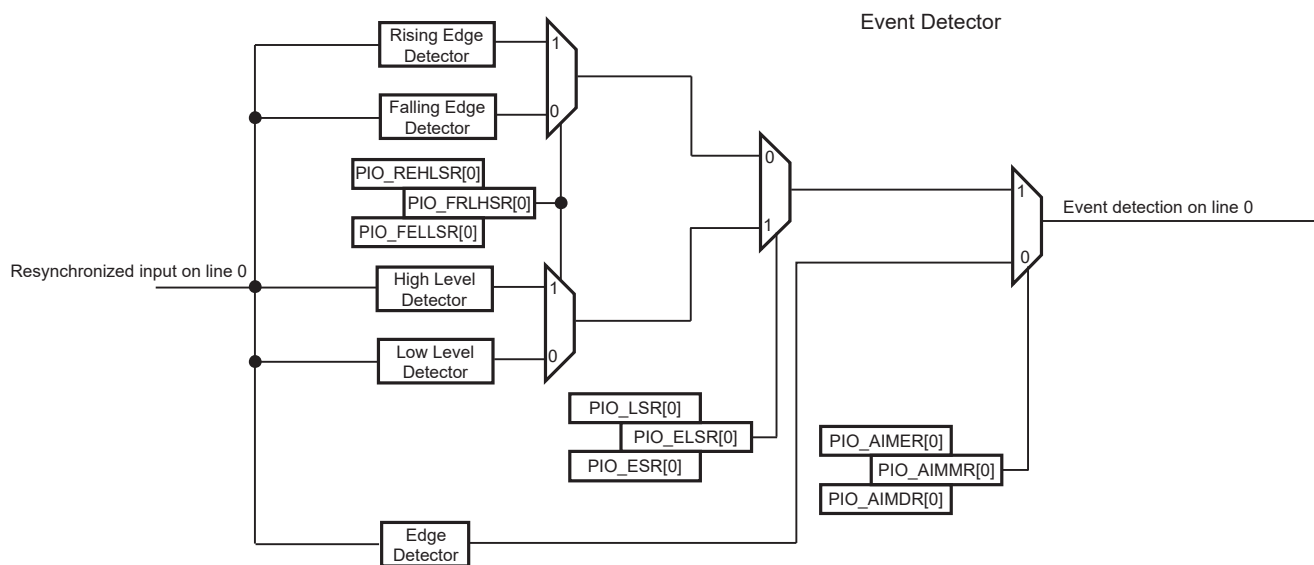 Event Detector
Rising Edge
Detector
1
Falling Edge
Detector
0
0
PIO_REHLSR[0]
PIO_FRLHSR[0]
PIO_FELLSR[0]
1
1
Event detection on line 0
0
Resynchronized input on line 0
High Level
Detector
1
Low Level
Detector
0
PIO_LSR[0]
PIO_ELSR[0]
PIO_ESR[0]
PIO_AIMER[0]
PIO_AIMMR[0]
PIO_AIMDR[0]
Edge
Detector